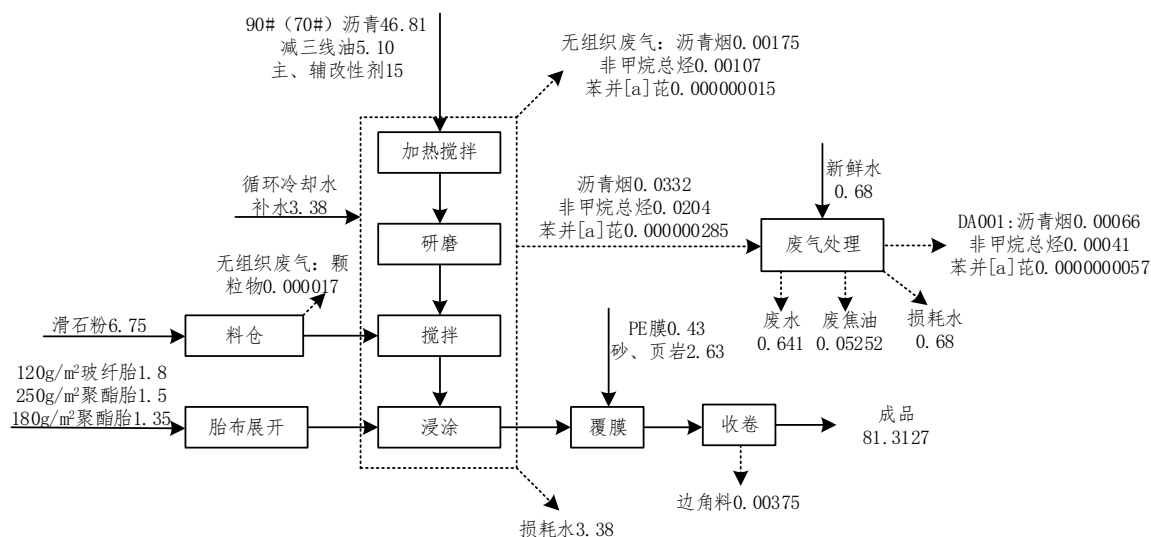 90#（70#）沥青46.81
减三线油5.10
主、辅改性剂15
无组织废气：沥青烟0.00175
非甲烷总烃0.00107
苯并[a]芘0.000000015
加热搅拌
循环冷却水
补水3.38
沥青烟0.0332
非甲烷总烃0.0204
苯并[a]芘0.000000285
新鲜水
0.68
研磨
废气处理
DA001:沥青烟0.00066
非甲烷总烃0.00041
苯并[a]芘0.0000000057
无组织废气：颗
粒物0.000017
滑石粉6.75
料仓
搅拌
PE膜0.43
砂、页岩2.63
废水
0.641
废焦油
0.05252
损耗水
0.68
120g/m²玻纤胎1.8
250g/m²聚酯胎1.5
180g/m²聚酯胎1.35
胎布展开
浸涂
覆膜
收卷
成品
81.3127
边角料0.00375
损耗水3.38